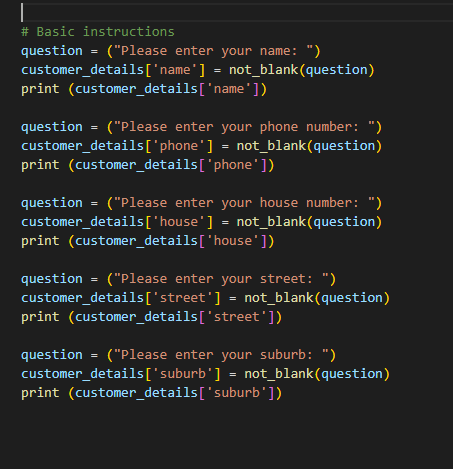 # Basic instructions
question = ("Please enter your name: ")
customer_details['name'] = not_blank(question)
print (customer_details['name'])
question = ("Please enter your phone number: ")
customer_details['phone'] = not_blank(question)
print (customer_details['phone'])
question = ("Please enter your house number: ")
customer_details['house'] = not_blank(question)
print (customer_details['house'])
question = ("Please enter your street: ")
customer_details['street'] = not_blank(question)
print (customer_details['street'])
question = ("Please enter your suburb: ")
customer_details['suburb'] = not_blank(question)
print (customer_details['suburb'])